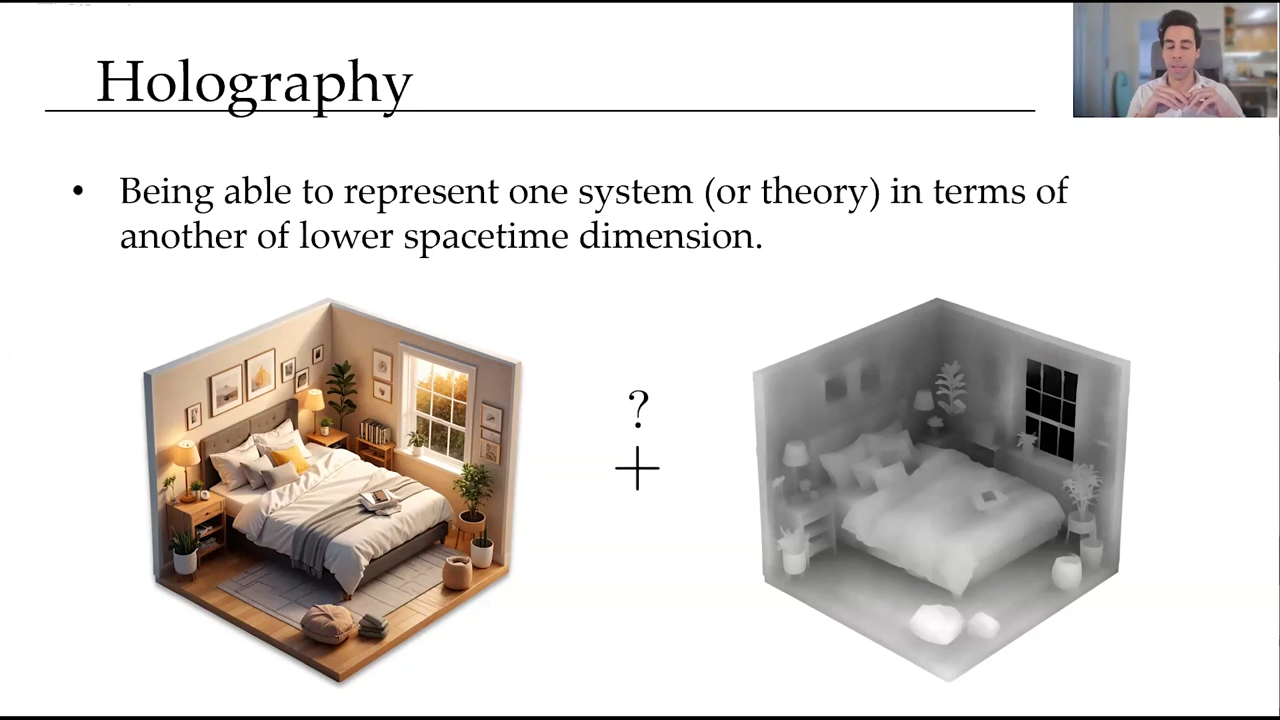 Holography
• Being able to represent one system (or theory) in terms of
another of lower spacetime dimension.
?
+